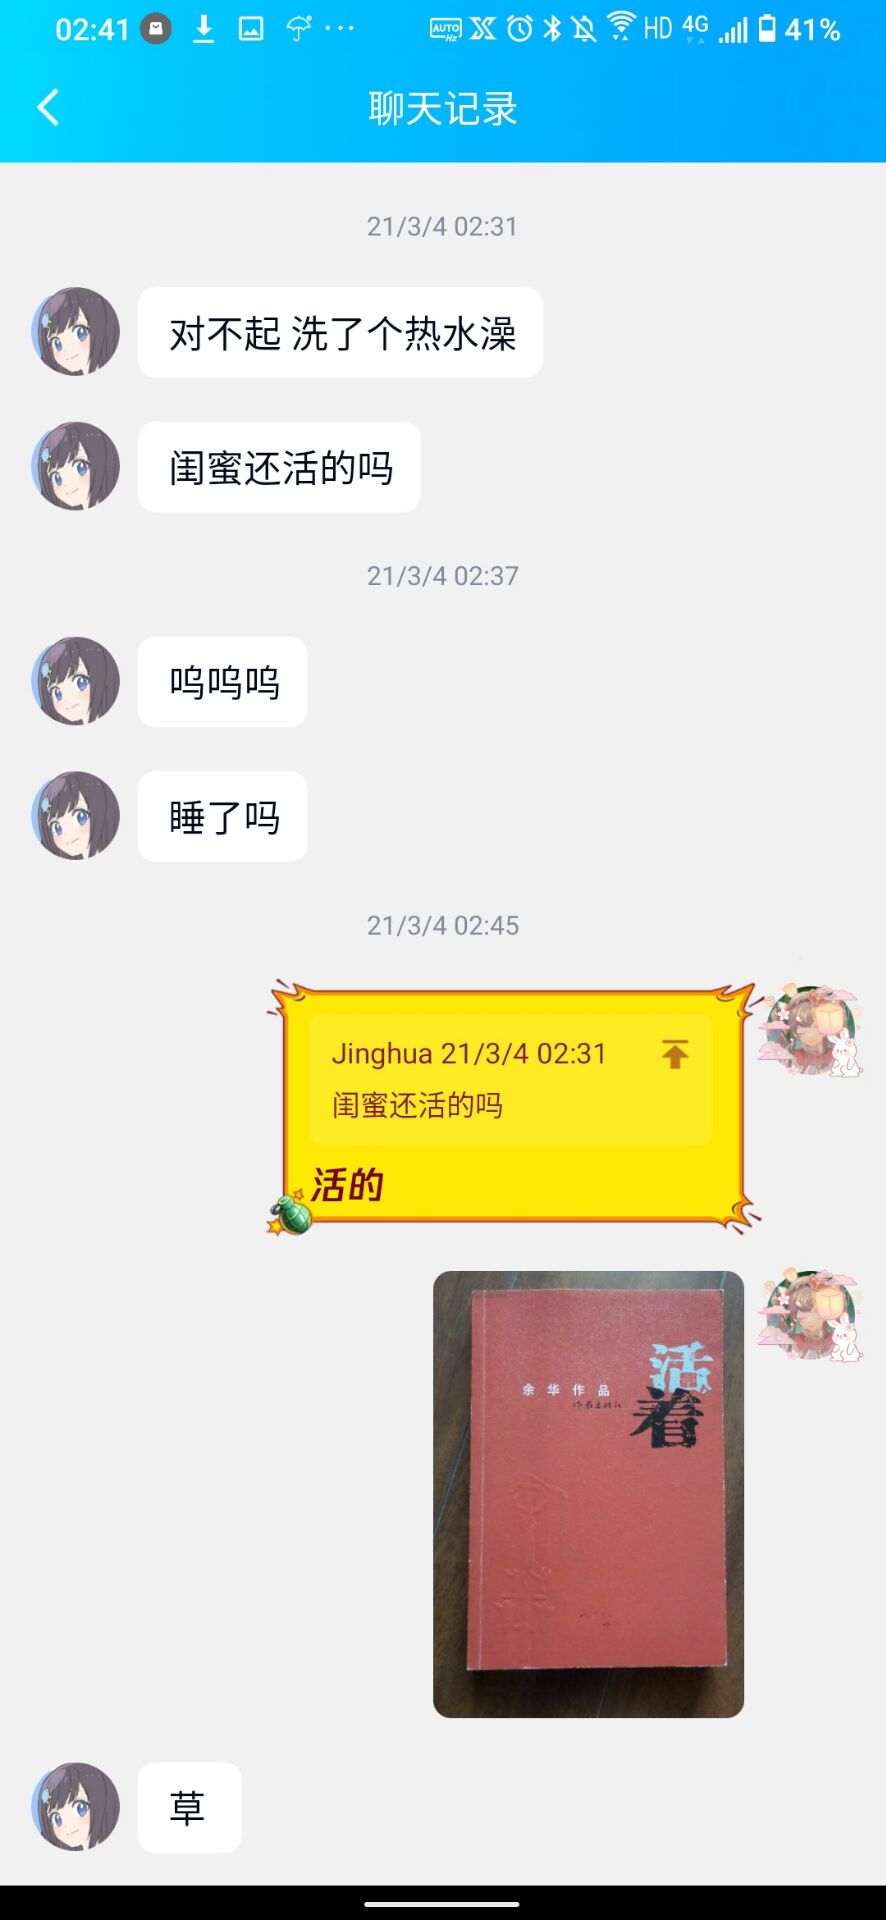 02:41 AUTO Hz HD 4G 41%
聊天记录
21/3/4 02:31
对不起 洗了个热水澡
闺蜜还活的吗
21/3/4 02:37
呜呜呜
睡了吗
21/3/4 02:45
Jinghua 21/3/4 02:31
闺蜜还活的吗
活的
活着
余华作品
作家出版社
草